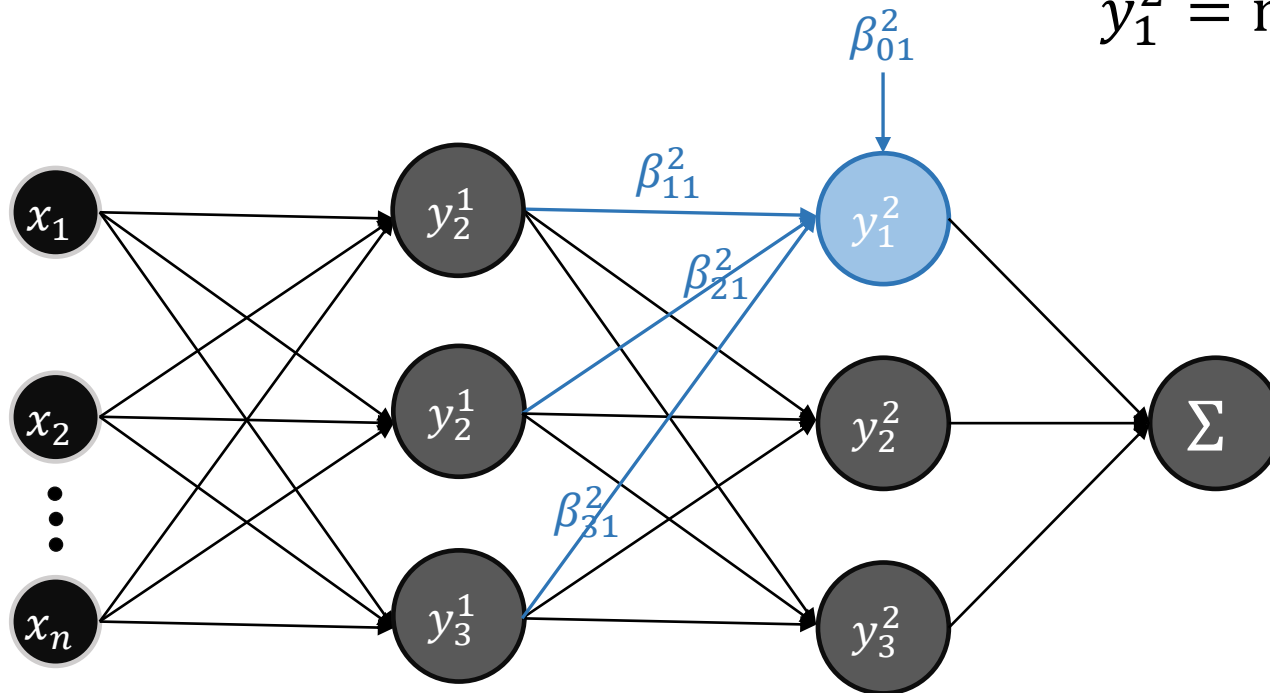 y₁² = r
β₀₁²
β₁₁²
x₁ y₂¹ y₁²
β₂₁²
x₂ y₂¹ y₂² Σ
β₃₁²
xₙ y₃¹ y₃²